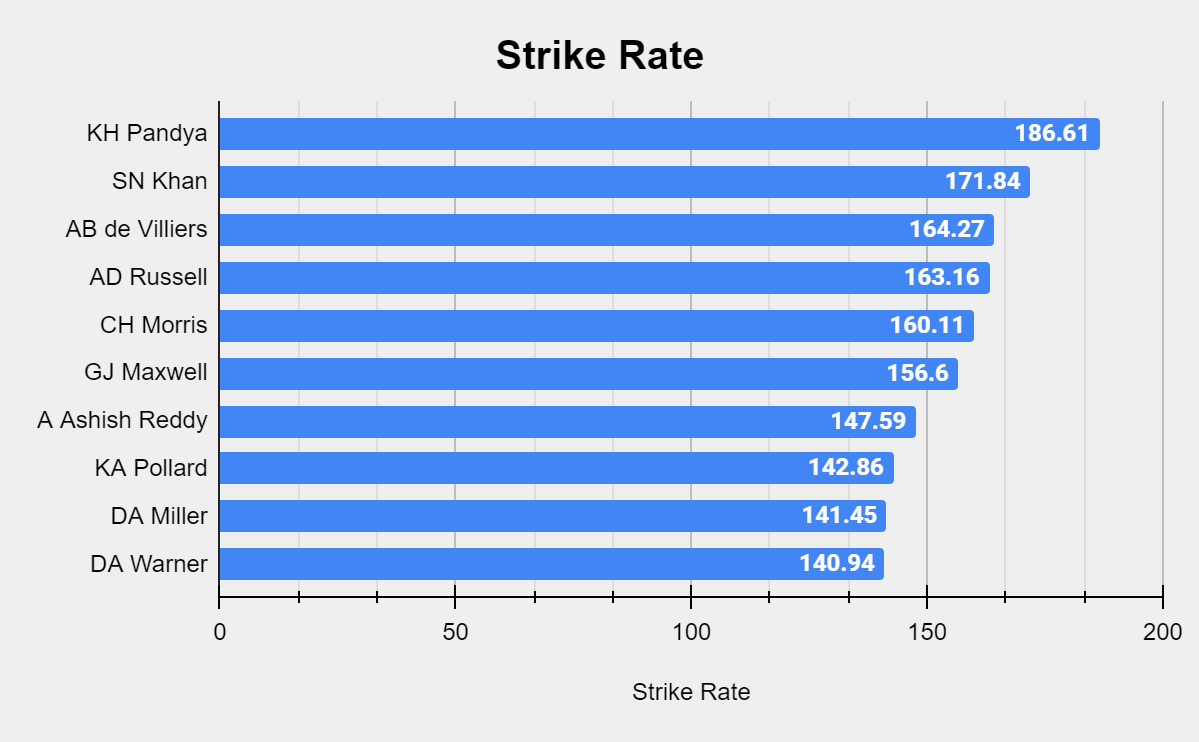 Strike Rate
KH Pandya 186.61
SN Khan 171.84
AB de Villiers 164.27
AD Russell 163.16
CH Morris 160.11
GJ Maxwell 156.6
A Ashish Reddy 147.59
KA Pollard 142.86
DA Miller 141.45
DA Warner 140.94
0 50 100 150 200
Strike Rate